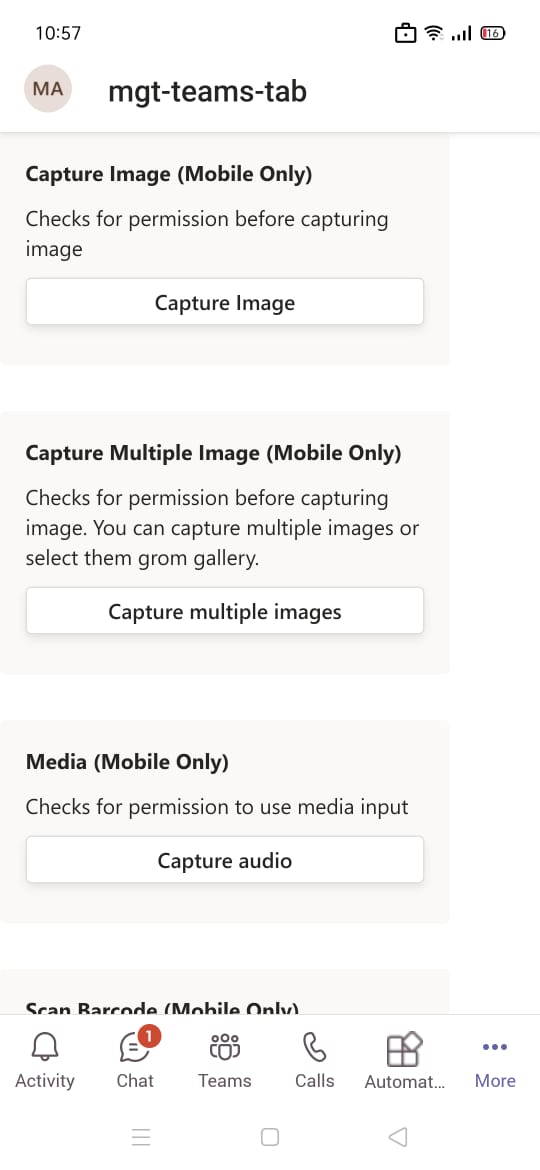 10:57
16
MA
mgt-teams-tab
Capture Image (Mobile Only)
Checks for permission before capturing
image
Capture Image
Capture Multiple Image (Mobile Only)
Checks for permission before capturing
image. You can capture multiple images or
select them grom gallery.
Capture multiple images
Media (Mobile Only)
Checks for permission to use media input
Capture audio
Scan Barcode (Mobile Only)
1
Activity
Chat
Teams
Calls
Automat...
More